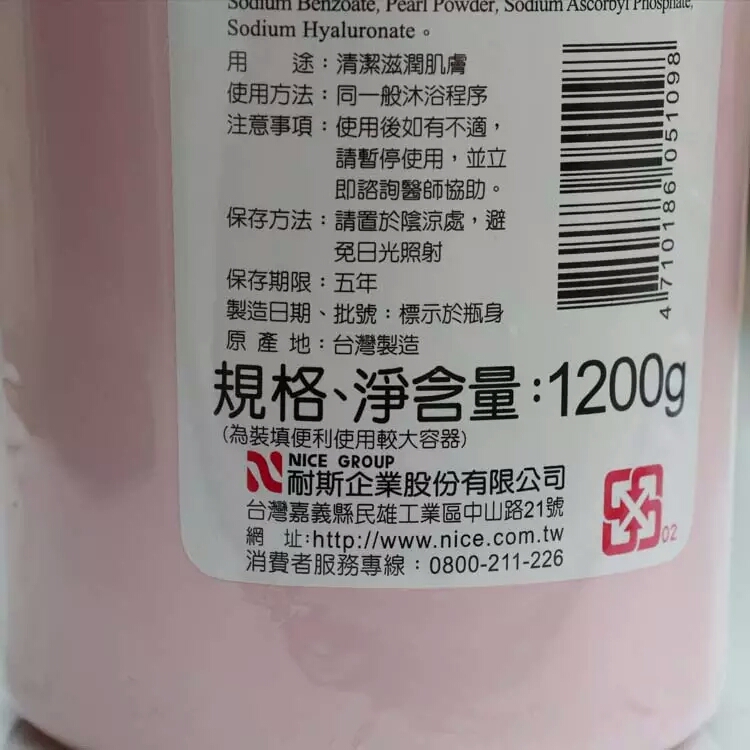 Sodium Benzoate, Pearl Powder, Sodium Ascorbyl Phosphate,
Sodium Hyaluronate。
用 途：清潔滋潤肌膚
使用方法：同一般沐浴程序
注意事項：使用後如有不適，
請暫停使用，並立
即諮詢醫師協助。
保存方法：請置於陰涼處，避
免日光照射
保存期限：五年
製造日期、批號：標示於瓶身
原 產 地：台灣製造
規格、淨含量：1200g
(為裝填便利使用較大容器)
NICE GROUP
耐斯企業股份有限公司
台灣嘉義縣民雄工業區中山路21號
網 址:http://www.nice.com.tw
消費者服務專線：0800-211-226
4 710186 051098
02